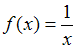 f(x) = 1/x